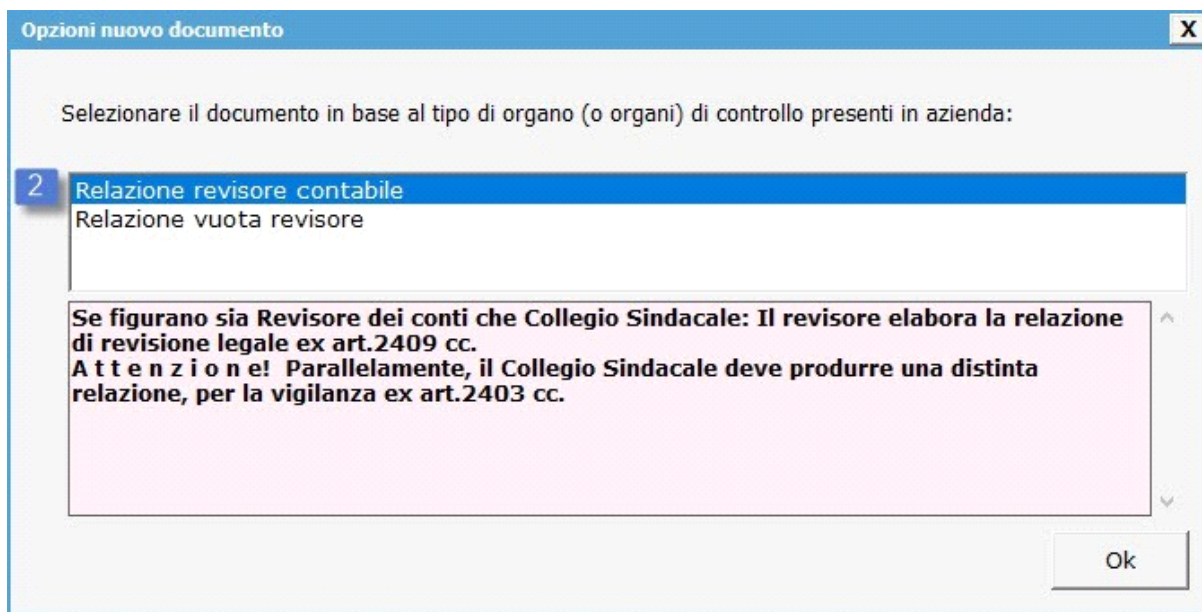 Opzioni nuovo documento
X
Selezionare il documento in base al tipo di organo (o organi) di controllo presenti in azienda:
2
Relazione revisore contabile
Relazione vuota revisore
Se figurano sia Revisore dei conti che Collegio Sindacale: Il revisore elabora la relazione
di revisione legale ex art.2409 cc.
A t t e n z i o n e!  Parallelamente, il Collegio Sindacale deve produrre una distinta
relazione, per la vigilanza ex art.2403 cc.
Ok